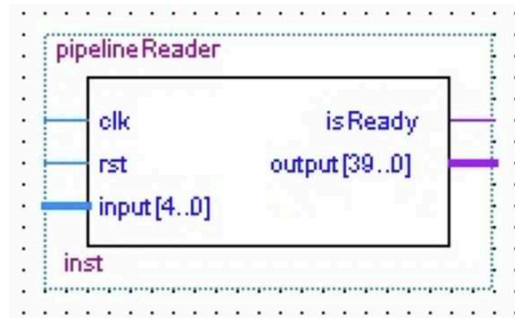 pipelineReader
clk isReady
rst output[39..0]
input[4..0]
inst